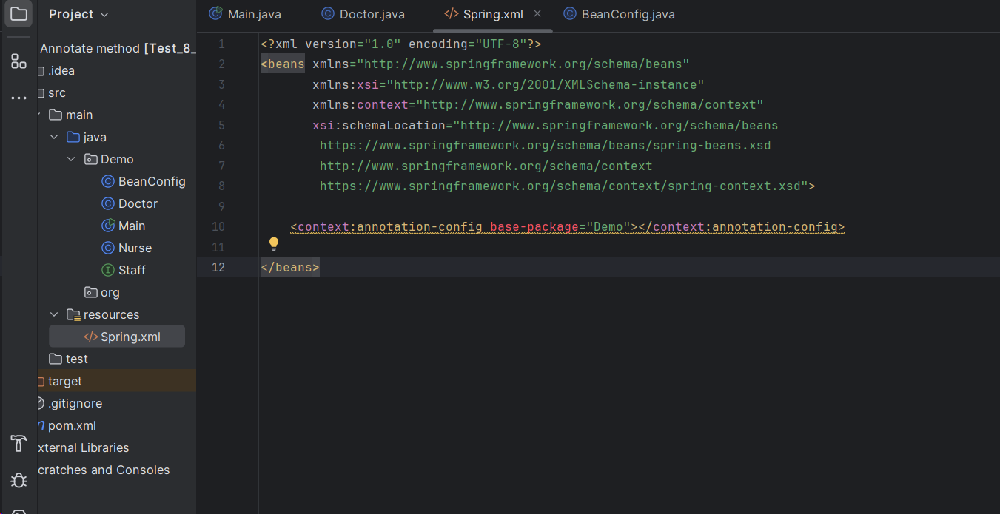 Project
Main.java
Doctor.java
</> Spring.xml
BeanConfig.java
Annotate method [Test_8_
.idea
src
main
java
Demo
BeanConfig
Doctor
Main
Nurse
Staff
org
resources
</> Spring.xml
test
target
.gitignore
pom.xml
xternal Libraries
cratches and Consoles
1 <?xml version="1.0" encoding="UTF-8"?>
2 <beans xmlns="http://www.springframework.org/schema/beans"
3 xmlns:xsi="http://www.w3.org/2001/XMLSchema-instance"
4 xmlns:context="http://www.springframework.org/schema/context"
5 xsi:schemaLocation="http://www.springframework.org/schema/beans
6 https://www.springframework.org/schema/beans/spring-beans.xsd
7 http://www.springframework.org/schema/context
8 https://www.springframework.org/schema/context/spring-context.xsd">
9
10 <context:annotation-config base-package="Demo"></context:annotation-config>
11
12 </beans>